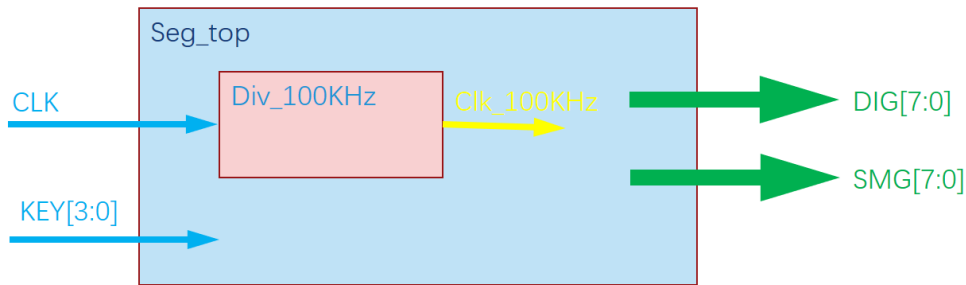 Seg_top
CLK
Div_100KHz
Clk_100KHz
DIG[7:0]
SMG[7:0]
KEY[3:0]